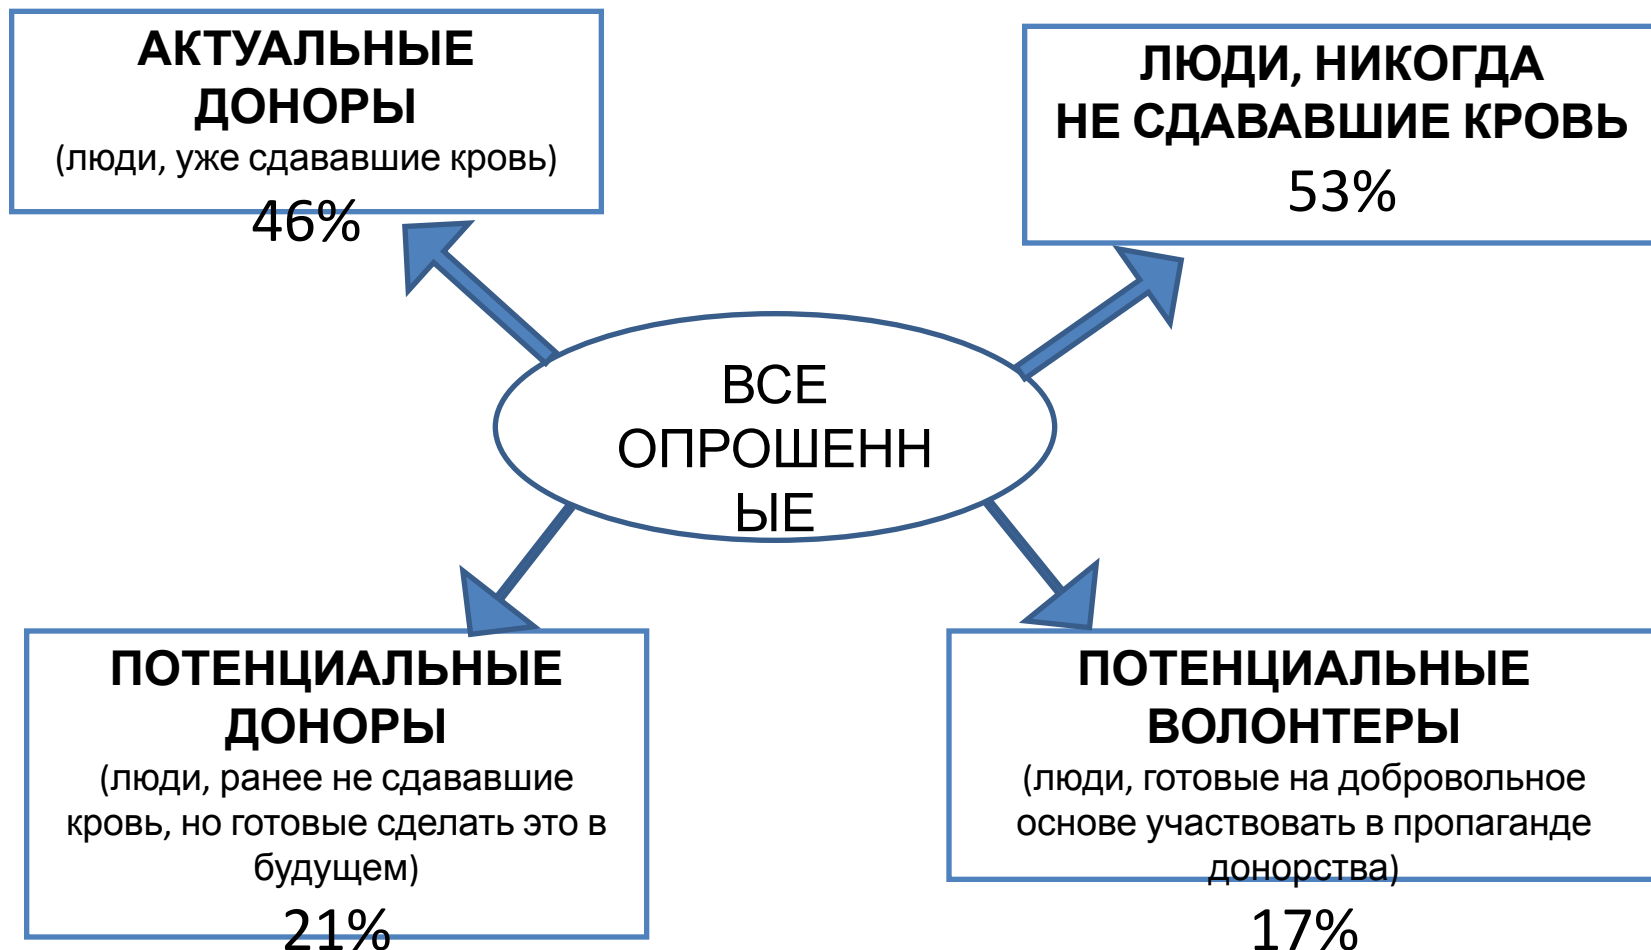 АКТУАЛЬНЫЕ
ДОНОРЫ
(люди, уже сдававшие кровь)
46%
ЛЮДИ, НИКОГДА
НЕ СДАВАВШИЕ КРОВЬ
53%
ВСЕ
ОПРОШЕНН
ЫЕ
ПОТЕНЦИАЛЬНЫЕ
ДОНОРЫ
(люди, ранее не сдававшие
кровь, но готовые сделать это в
будущем)
21%
ПОТЕНЦИАЛЬНЫЕ
ВОЛОНТЕРЫ
(люди, готовые на добровольное
основе участвовать в пропаганде
донорства)
17%